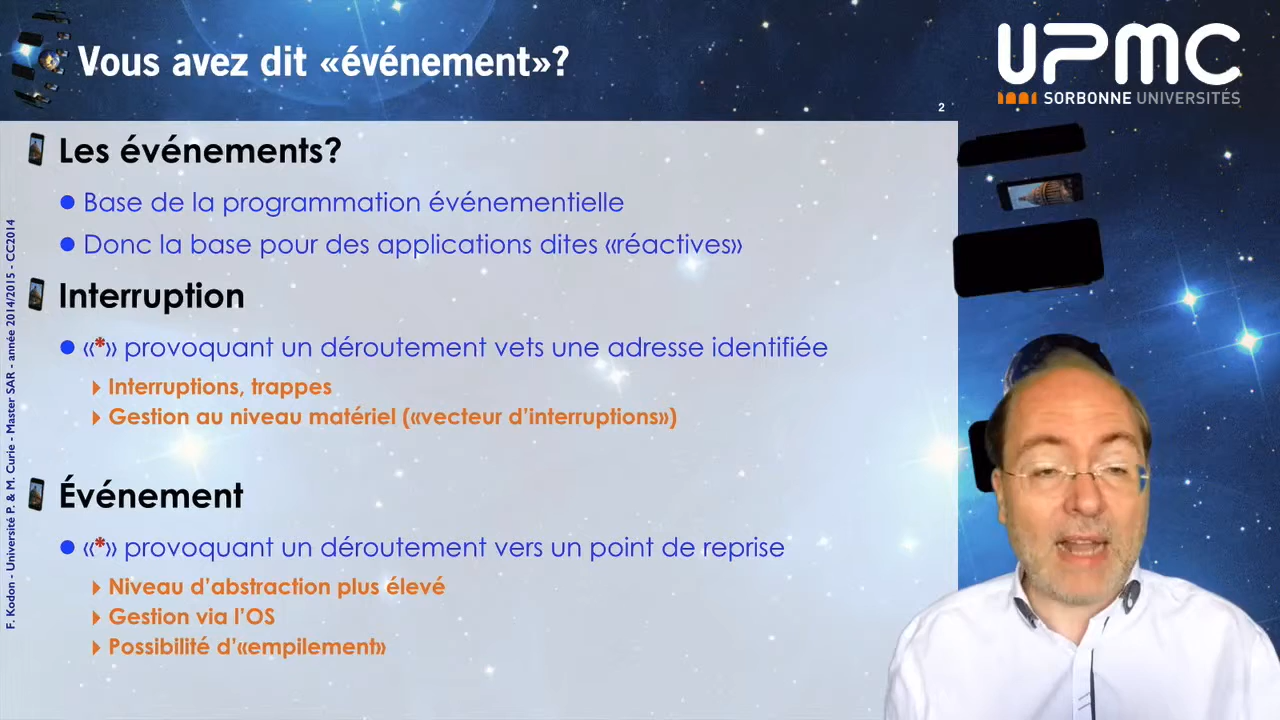 Vous avez dit «événement»?
UPMC
SORBONNE UNIVERSITÉS
2
Les événements?
Base de la programmation événementielle
Donc la base pour des applications dites «réactives»
Interruption
«*» provoquant un déroutement vets une adresse identifiée
Interruptions, trappes
Gestion au niveau matériel («vecteur d'interruptions»)
Événement
«*» provoquant un déroutement vers un point de reprise
Niveau d'abstraction plus élevé
Gestion via l'OS
Possibilité d'«empilement»
F. Kodon - Université P. & M. Curie - Master SAR - année 2014/2015 - CC2014